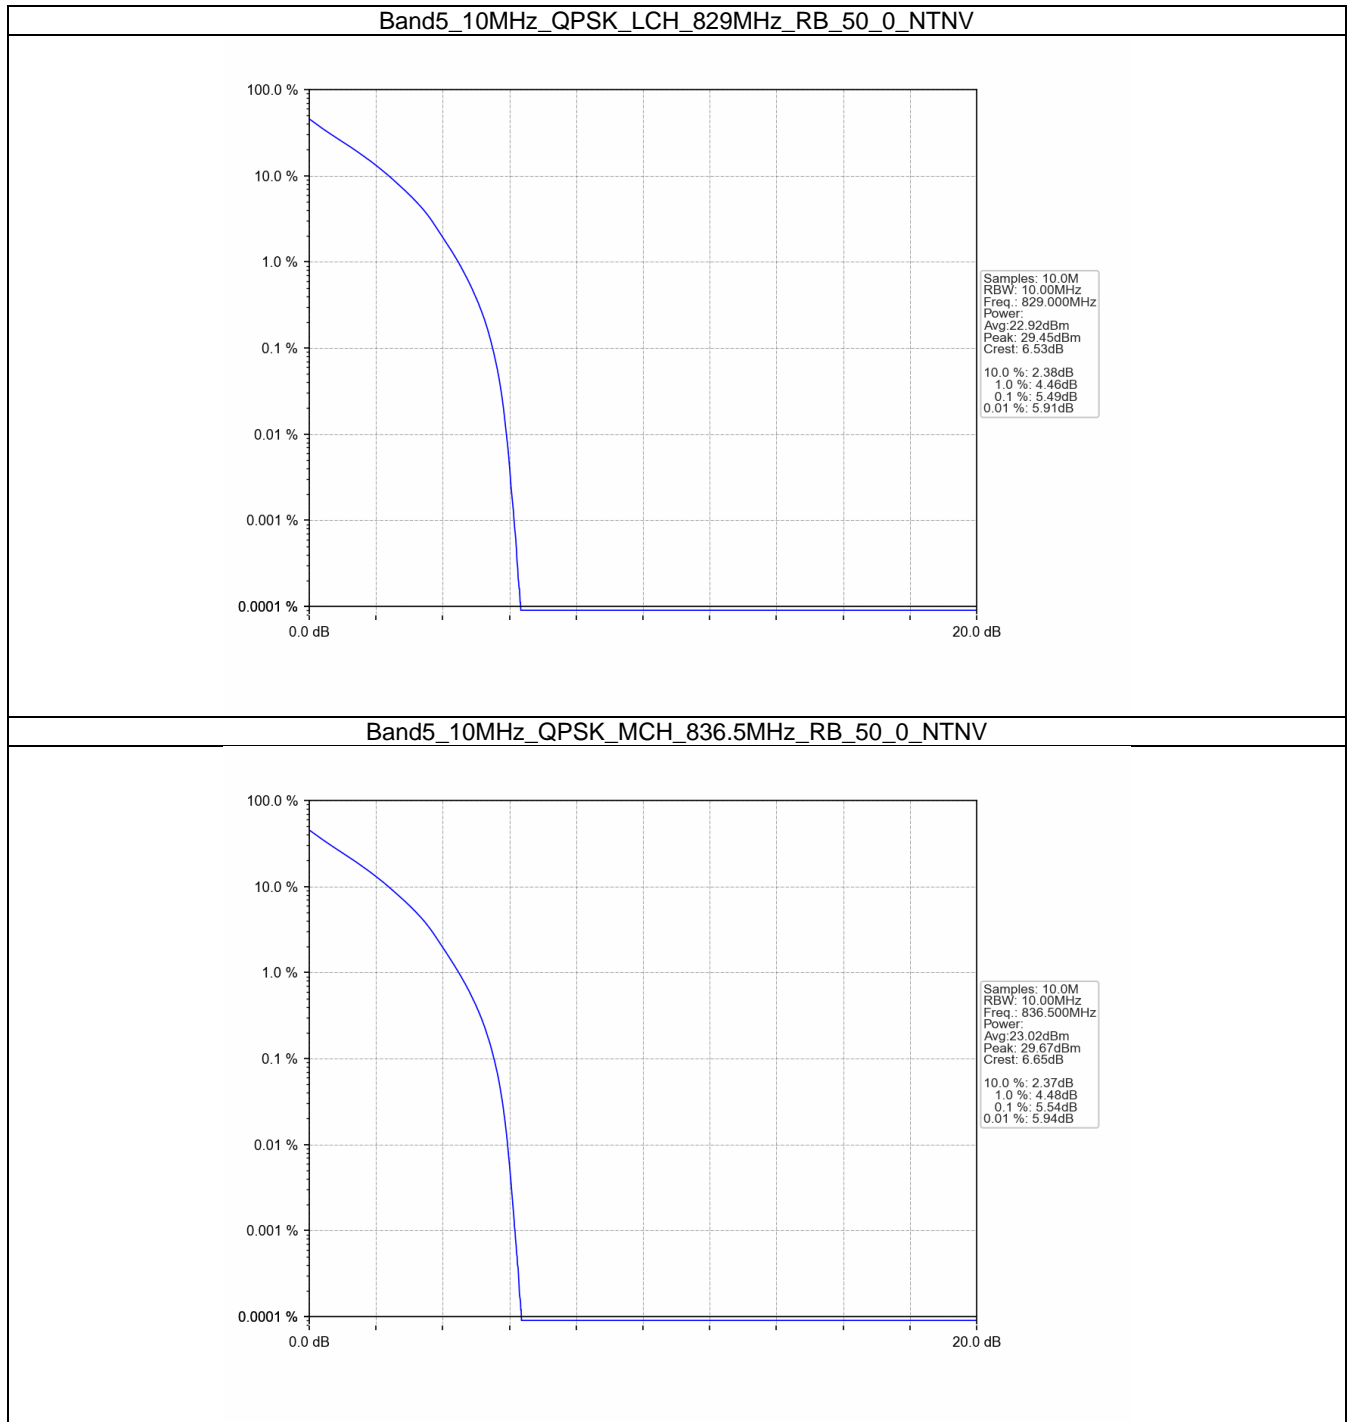 Band5_10MHz_QPSK_LCH_829MHz_RB_50_0_NTNV
100.0 %
10.0 %
1.0 %
0.1 %
0.01 %
0.001 %
0.0001 %
0.0 dB
20.0 dB
Samples: 10.0M
RBW: 10.00MHz
Freq.: 829.000MHz
Power:
Avg:22.92dBm
Peak: 29.45dBm
Crest: 6.53dB
10.0 %: 2.38dB
1.0 %: 4.46dB
0.1 %: 5.49dB
0.01 %: 5.91dB
Band5_10MHz_QPSK_MCH_836.5MHz_RB_50_0_NTNV
100.0 %
10.0 %
1.0 %
0.1 %
0.01 %
0.001 %
0.0001 %
0.0 dB
20.0 dB
Samples: 10.0M
RBW: 10.00MHz
Freq.: 836.500MHz
Power:
Avg:23.02dBm
Peak: 29.67dBm
Crest: 6.65dB
10.0 %: 2.37dB
1.0 %: 4.48dB
0.1 %: 5.54dB
0.01 %: 5.94dB